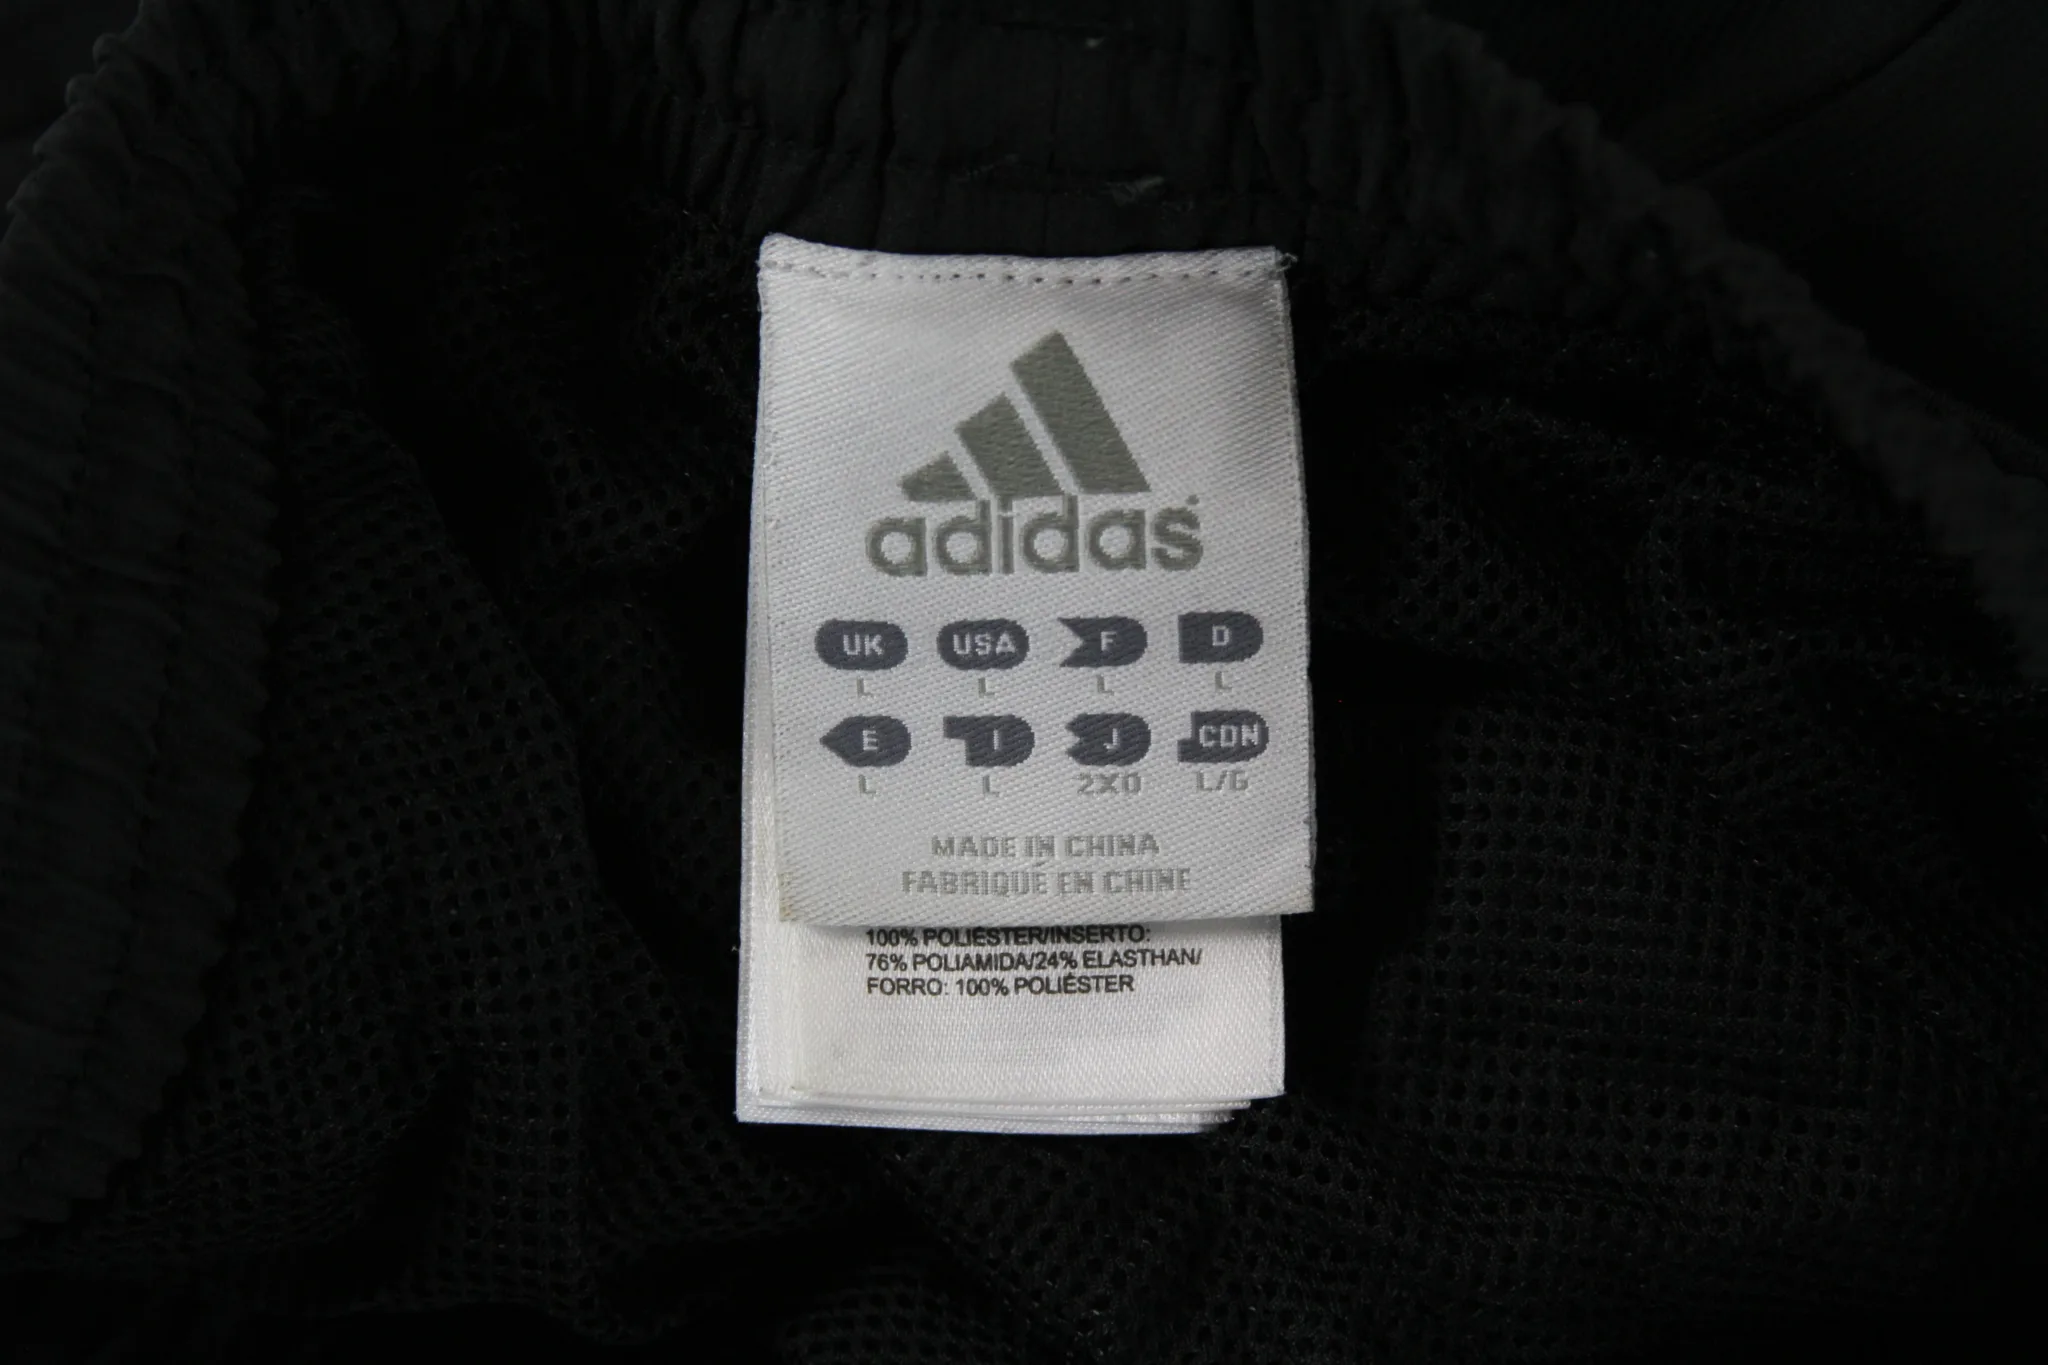 adidas
UK USA F D
L L L L
E I J CDN
L L 2XO L/G
MADE IN CHINA
FABRIQUÉ EN CHINE
100% POLIÉSTER/INSERTO:
76% POLIAMIDA/24% ELASTHAN/
FORRO: 100% POLIÉSTER